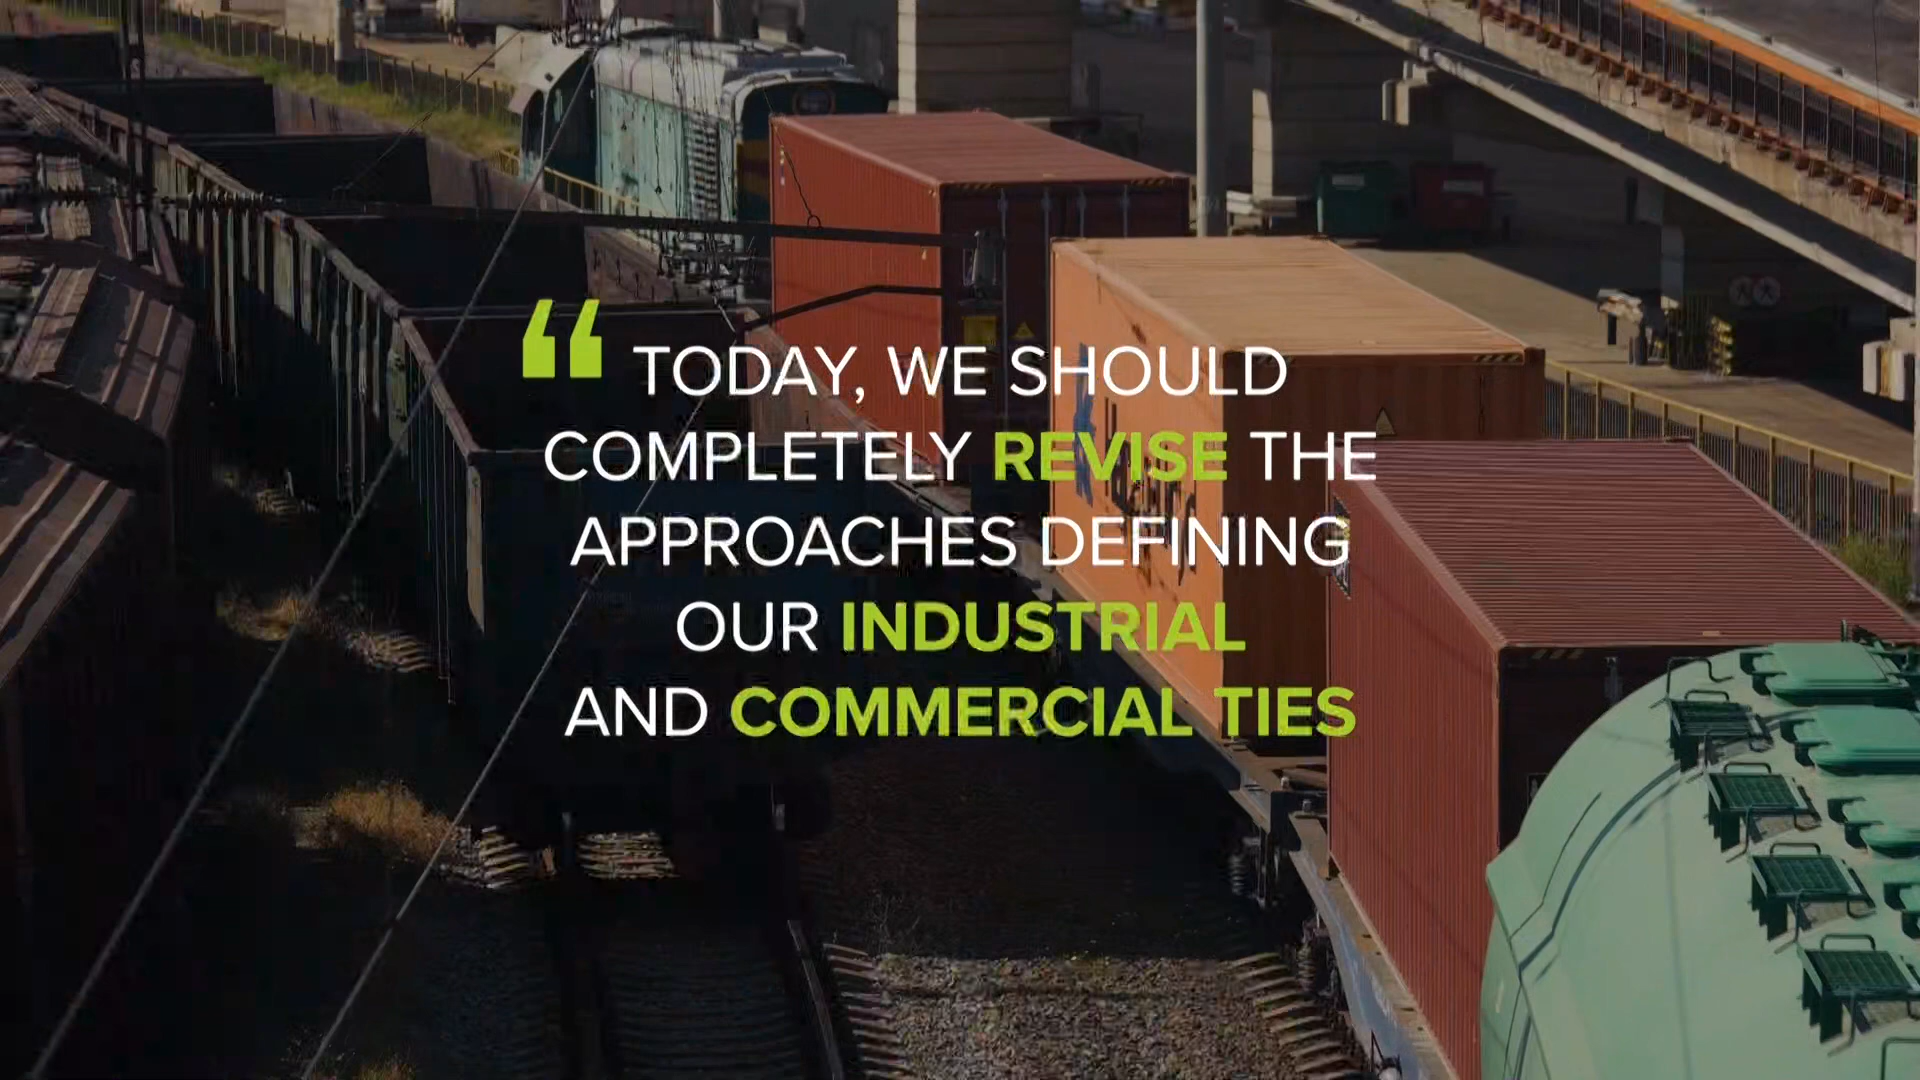 “ TODAY, WE SHOULD
COMPLETELY REVISE THE
APPROACHES DEFINING
OUR INDUSTRIAL
AND COMMERCIAL TIES